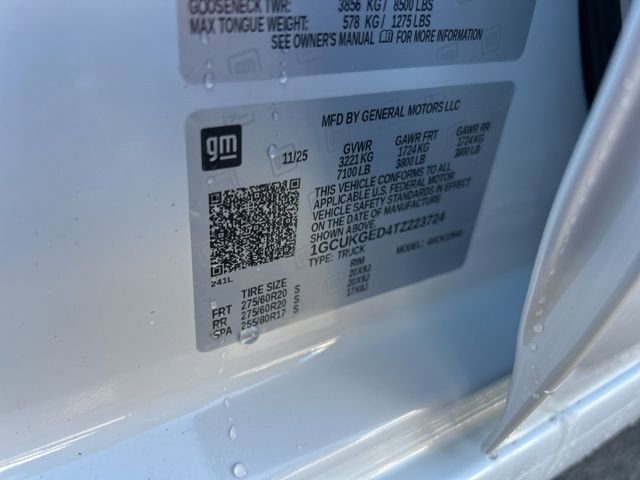 GOOSENECK TWR: 3856 KG / 8500 LBS
MAX TONGUE WEIGHT: 578 KG / 1275 LBS
SEE OWNER'S MANUAL FOR MORE INFORMATION
MFD BY GENERAL MOTORS LLC
gm
11/25
GVWR GAWR FRT GAWR RR
3221 KG 1724 KG 1724 KG
7100 LB 3800 LB 3800 LB
THIS VEHICLE CONFORMS TO ALL
APPLICABLE U.S. FEDERAL MOTOR
VEHICLE SAFETY STANDARDS IN EFFECT
ON THE DATE OF MANUFACTURE
SHOWN ABOVE.
1GCUKGED4TZ223724
TYPE: TRUCK MODEL:
241L
TIRE SIZE RIM
FRT 275/60R20 S 20X9J
RR 275/60R20 S 20X9J
SPA 255/80R17 S 17X8J